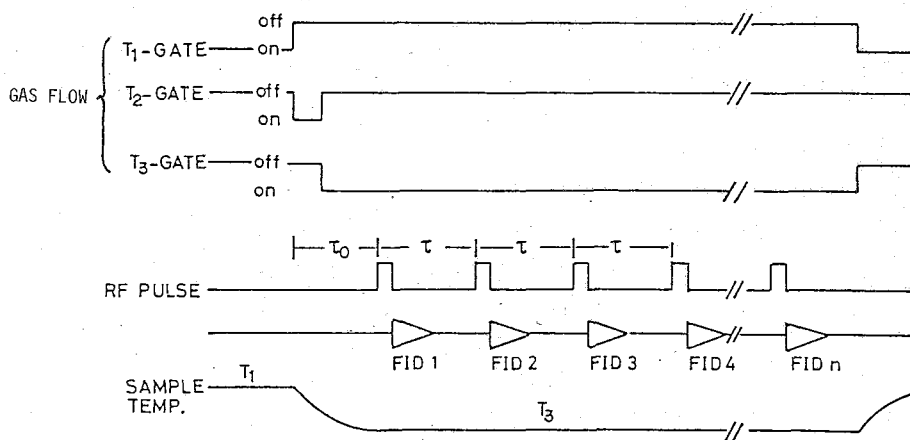 off
T₁-GATE on
GAS FLOW T₂-GATE off
on
T₃-GATE off
on
τ₀ τ τ τ
RF PULSE
FID 1 FID 2 FID 3 FID 4 FID n
T₁
SAMPLE TEMP.
T₃